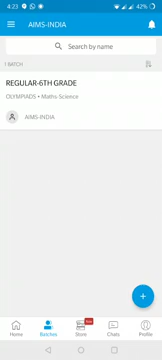 4:23
42%
AIMS-INDIA
Search by name
1 BATCH
REGULAR-6TH GRADE
OLYMPIADS • Maths-Science
AIMS-INDIA
+
Home Batches Store Chats Profile